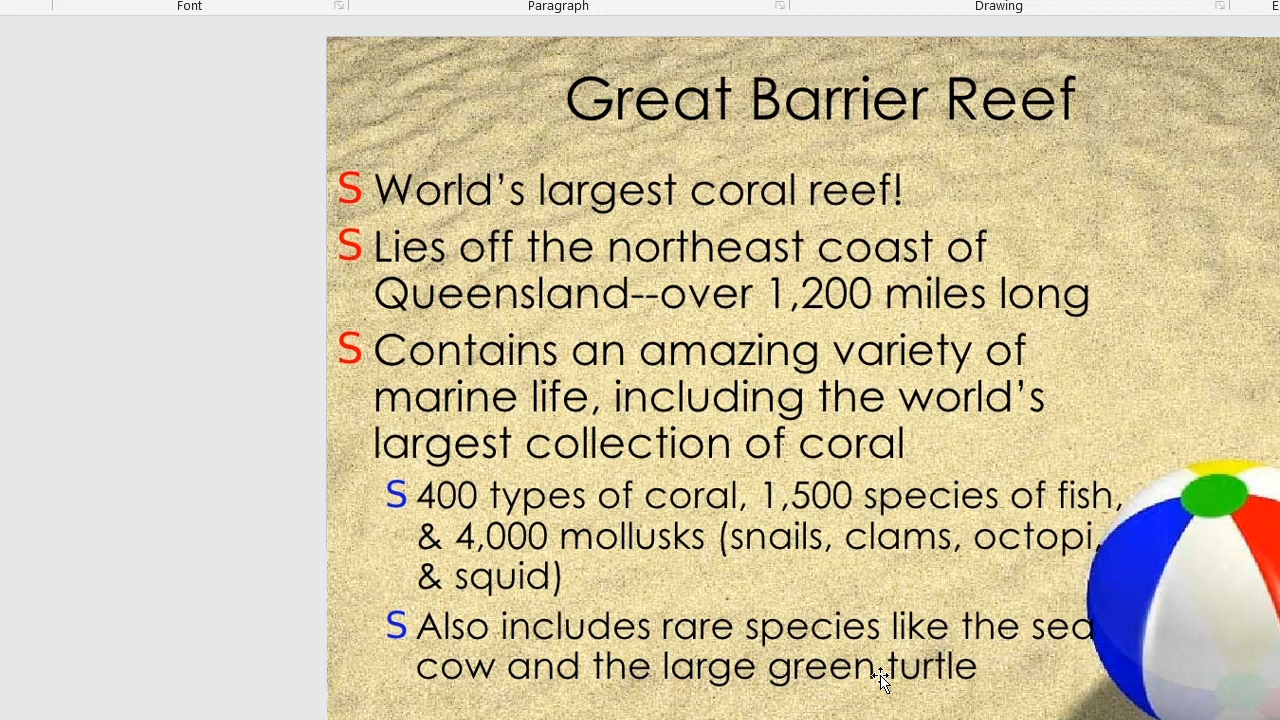 Font Paragraph Drawing E
Great Barrier Reef
S World’s largest coral reef!
S Lies off the northeast coast of
Queensland--over 1,200 miles long
S Contains an amazing variety of
marine life, including the world’s
largest collection of coral
S 400 types of coral, 1,500 species of fish,
& 4,000 mollusks (snails, clams, octopi,
& squid)
S Also includes rare species like the sea
cow and the large green turtle